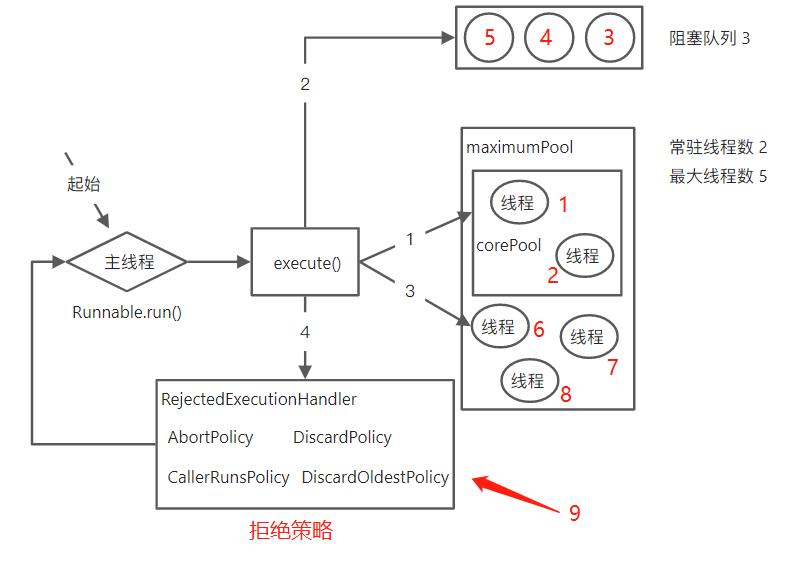 5 4 3
阻塞队列 3
2
maximumPool
常驻线程数 2
最大线程数 5
起始
线程 1
corePool
线程
2
主线程
execute()
1
3
Runnable.run()
线程 6
线程
7
线程
8
4
RejectedExecutionHandler
AbortPolicy DiscardPolicy
CallerRunsPolicy DiscardOldestPolicy
9
拒绝策略